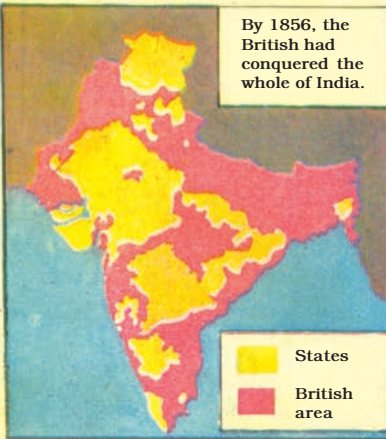 By 1856, the
British had
conquered the
whole of India.
States
British
area